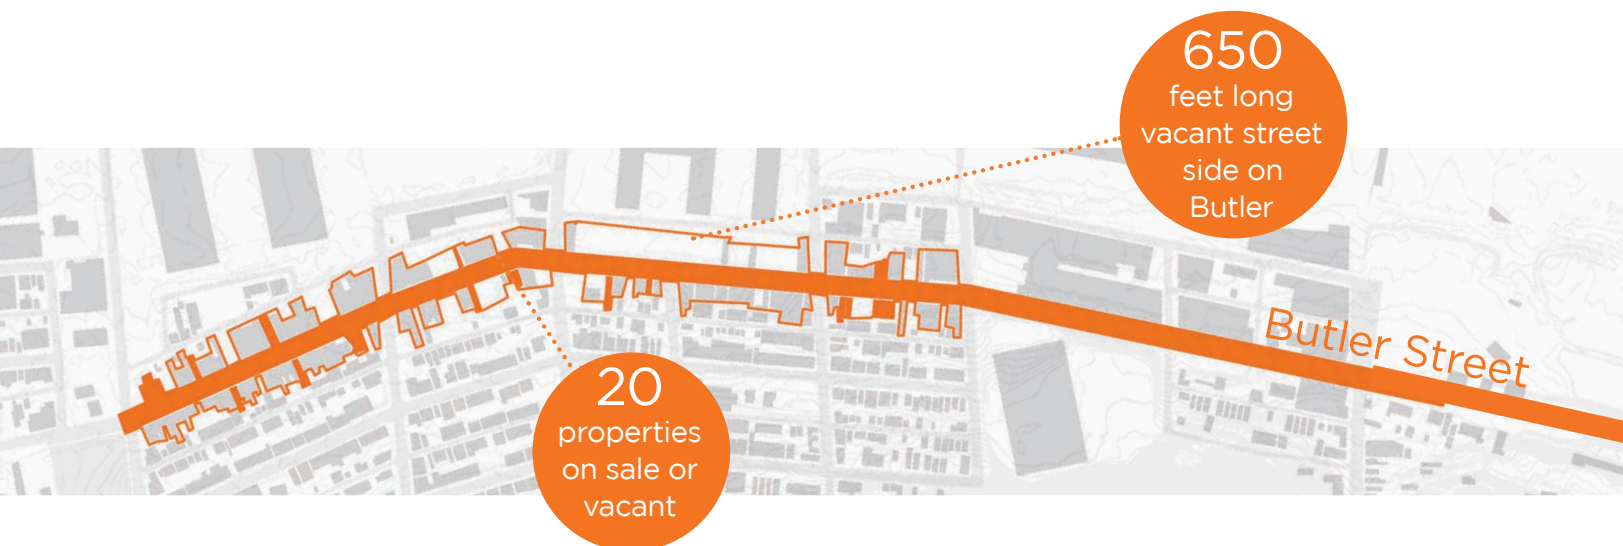 650
feet long
vacant street
side on
Butler
Butler Street
20
properties
on sale or
vacant